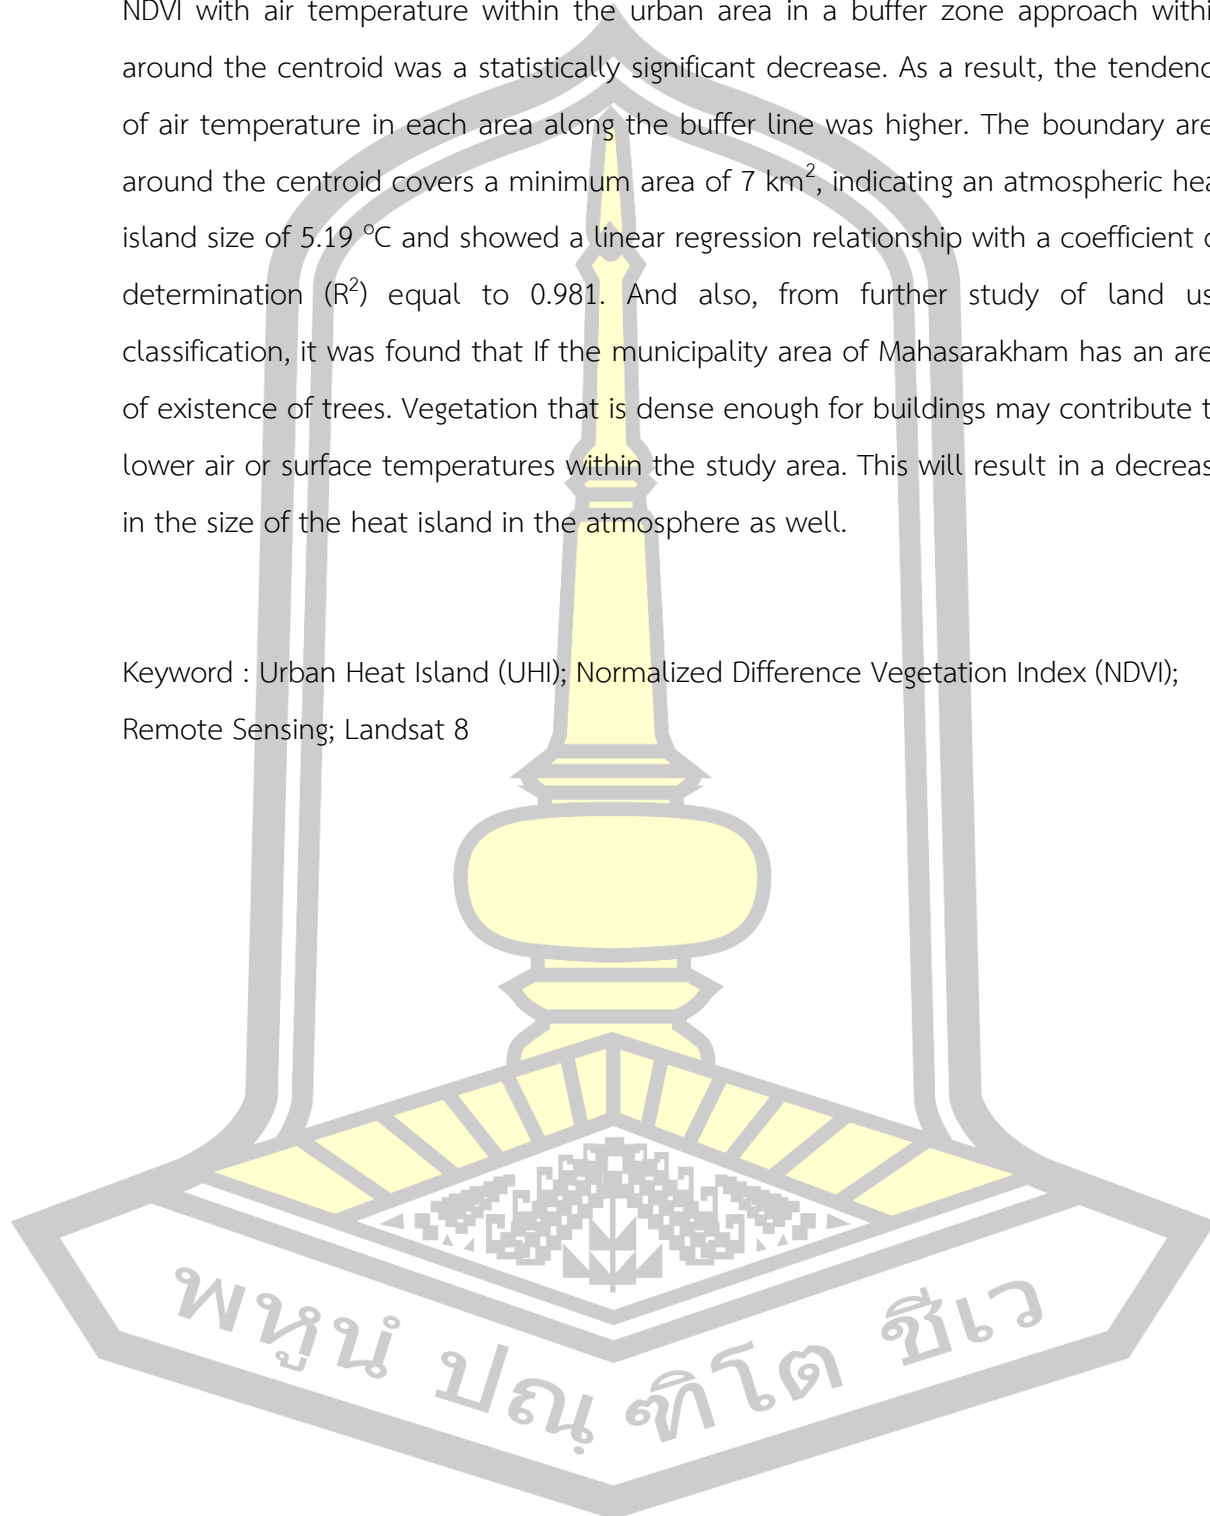 NDVI with air temperature within the urban area in a buffer zone approach withi
around the centroid was a statistically significant decrease. As a result, the tendenc
of air temperature in each area along the buffer line was higher. The boundary are
around the centroid covers a minimum area of 7 km², indicating an atmospheric hea
island size of 5.19 °C and showed a linear regression relationship with a coefficient o
determination (R²) equal to 0.981. And also, from further study of land us
classification, it was found that If the municipality area of Mahasarakham has an are
of existence of trees. Vegetation that is dense enough for buildings may contribute t
lower air or surface temperatures within the study area. This will result in a decreas
in the size of the heat island in the atmosphere as well.
Keyword : Urban Heat Island (UHI); Normalized Difference Vegetation Index (NDVI);
Remote Sensing; Landsat 8
พหูนํ ปณฺ ฑิโต ชีเว